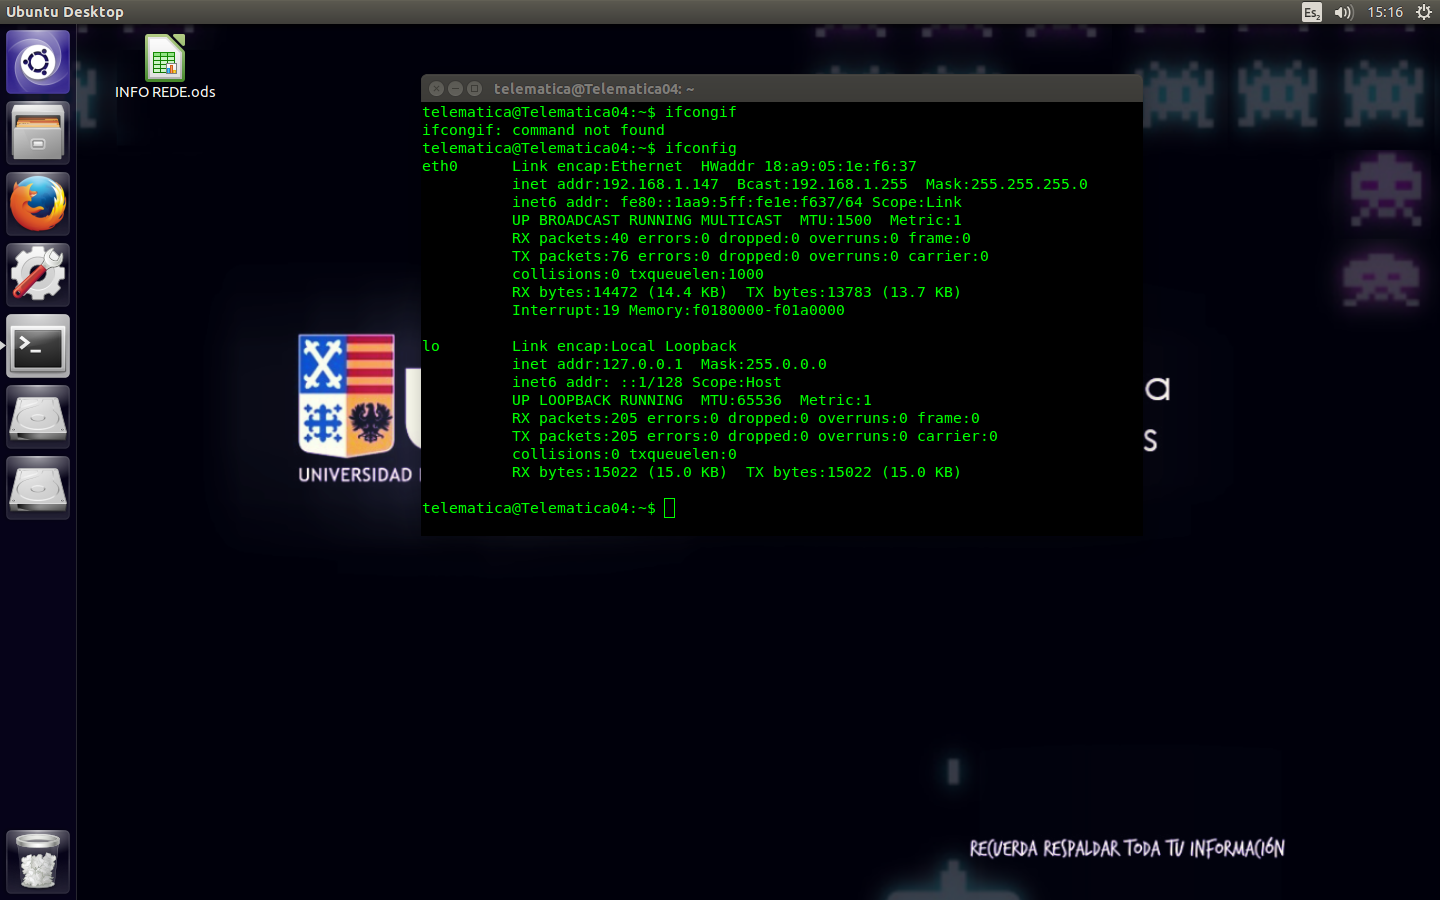 Ubuntu Desktop
Es2
15:16
INFO REDE.ods
telematica@Telematica04: ~
telematica@Telematica04:~$ ifcongif
ifcongif: command not found
telematica@Telematica04:~$ ifconfig
eth0      Link encap:Ethernet  HWaddr 18:a9:05:1e:f6:37
          inet addr:192.168.1.147  Bcast:192.168.1.255  Mask:255.255.255.0
          inet6 addr: fe80::1aa9:5ff:fe1e:f637/64 Scope:Link
          UP BROADCAST RUNNING MULTICAST  MTU:1500  Metric:1
          RX packets:40 errors:0 dropped:0 overruns:0 frame:0
          TX packets:76 errors:0 dropped:0 overruns:0 carrier:0
          collisions:0 txqueuelen:1000
          RX bytes:14472 (14.4 KB)  TX bytes:13783 (13.7 KB)
          Interrupt:19 Memory:f0180000-f01a0000
lo        Link encap:Local Loopback
          inet addr:127.0.0.1  Mask:255.0.0.0
          inet6 addr: ::1/128 Scope:Host
          UP LOOPBACK RUNNING  MTU:65536  Metric:1
          RX packets:205 errors:0 dropped:0 overruns:0 frame:0
          TX packets:205 errors:0 dropped:0 overruns:0 carrier:0
          collisions:0 txqueuelen:0
          RX bytes:15022 (15.0 KB)  TX bytes:15022 (15.0 KB)
telematica@Telematica04:~$
UNIVERSIDAD
RECUERDA RESPALDAR TODA TU INFORMACIÓN